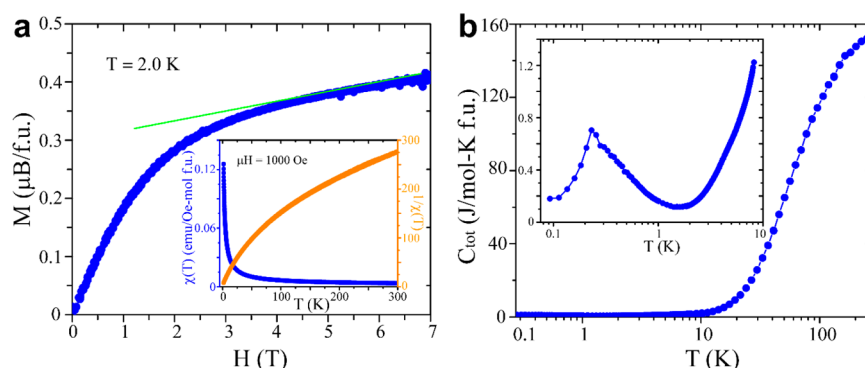 a
b
M (μB/f.u.)
0.5
0.4
0.3
0.2
0.1
0
T = 2.0 K
χ(T) (emu/Oe-mol f.u.)
0.12
0.06
0
μH = 1000 Oe
300
200
100
0
1/χ(T)
0 100 200 300
T (K)
0 1 2 3 4 5 6 7
H (T)
Ctot (J/mol-K f.u.)
160
120
80
40
0
1.2
0.8
0.4
0
0.1 1 10
T (K)
0.1 1 10 100
T (K)